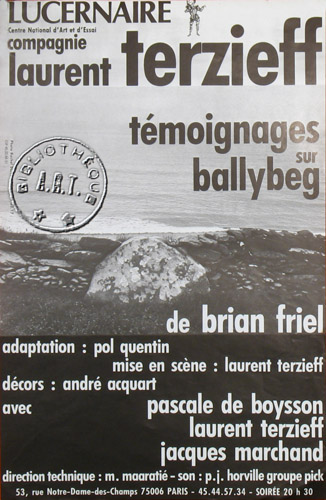 LUCERNAIRE
Centre National d'Art et d'Essai
compagnie
laurent terzieff
témoignages
sur
ballybeg
BIBLIOTHÈQUE
A.R.T.
de brian friel
adaptation : pol quentin
mise en scène : laurent terzieff
décors : andré acquart
avec pascale de boysson
laurent terzieff
jacques marchand
direction technique : m. maaratié - son : p.j. horville groupe pick
53, rue Notre-Dame-des-Champs 75006 PARIS - 45.44.57.34 - SOIRÉE 20 h 30